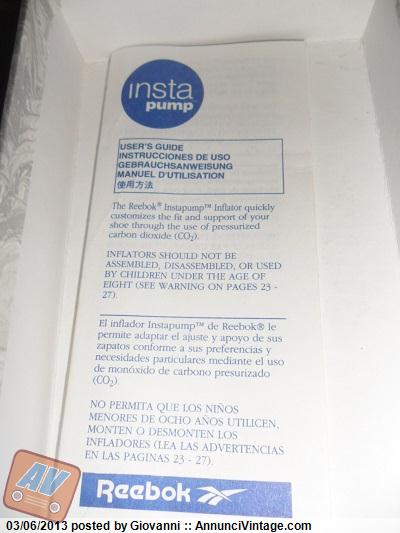 insta
pump™
USER'S GUIDE
INSTRUCCIONES DE USO
GEBRAUCHSANWEISUNG
MANUEL D'UTILISATION
使用方法
The Reebok® Instapump™ Inflator quickly
customizes the fit and support of your
shoe through the use of pressurized
carbon dioxide (CO₂).
INFLATORS SHOULD NOT BE
ASSEMBLED, DISASSEMBLED, OR USED
BY CHILDREN UNDER THE AGE OF
EIGHT (SEE WARNING ON PAGES 23 -
27).
El inflador Instapump™ de Reebok® le
permite adaptar el ajuste y apoyo de sus
zapatos conforme a sus preferencias y
necesidades particulares mediante el uso
de monóxido de carbono presurizado
(CO₂).
NO PERMITA QUE LOS NIÑOS
MENORES DE OCHO AÑOS UTILICEN,
MONTEN O DESMONTEN LOS
INFLADORES (LEA LAS ADVERTENCIAS
EN LAS PAGINAS 23 - 27).
Reebok
AV
03/06/2013 posted by Giovanni :: AnnunciVintage.com ::